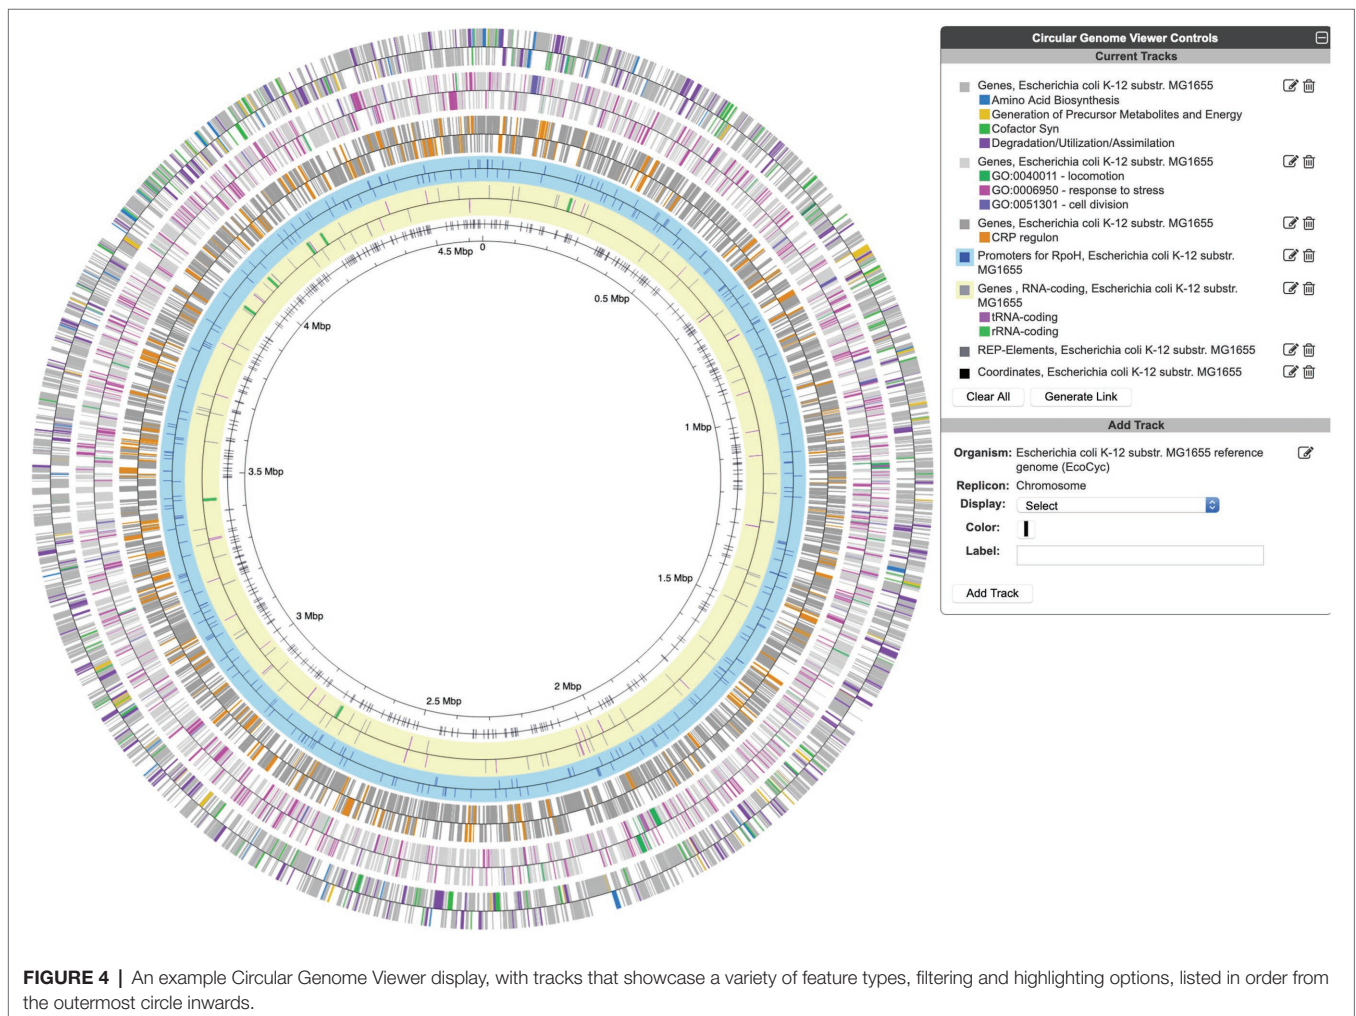 Circular Genome Viewer Controls
Current Tracks
Genes, Escherichia coli K-12 substr. MG1655
Amino Acid Biosynthesis
Generation of Precursor Metabolites and Energy
Cofactor Syn
Degradation/Utilization/Assimilation
Genes, Escherichia coli K-12 substr. MG1655
GO:0040011 - locomotion
GO:0006950 - response to stress
GO:0051301 - cell division
Genes, Escherichia coli K-12 substr. MG1655
CRP regulon
Promoters for RpoH, Escherichia coli K-12 substr.
MG1655
Genes , RNA-coding, Escherichia coli K-12 substr.
MG1655
tRNA-coding
rRNA-coding
REP-Elements, Escherichia coli K-12 substr. MG1655
Coordinates, Escherichia coli K-12 substr. MG1655
Clear All Generate Link
Add Track
Organism: Escherichia coli K-12 substr. MG1655 reference
genome (EcoCyc)
Replicon: Chromosome
Display: Select
Color:
Label:
Add Track
0
0.5 Mbp
1 Mbp
1.5 Mbp
2 Mbp
2.5 Mbp
3 Mbp
3.5 Mbp
4 Mbp
4.5 Mbp
FIGURE 4 | An example Circular Genome Viewer display, with tracks that showcase a variety of feature types, filtering and highlighting options, listed in order from
the outermost circle inwards.